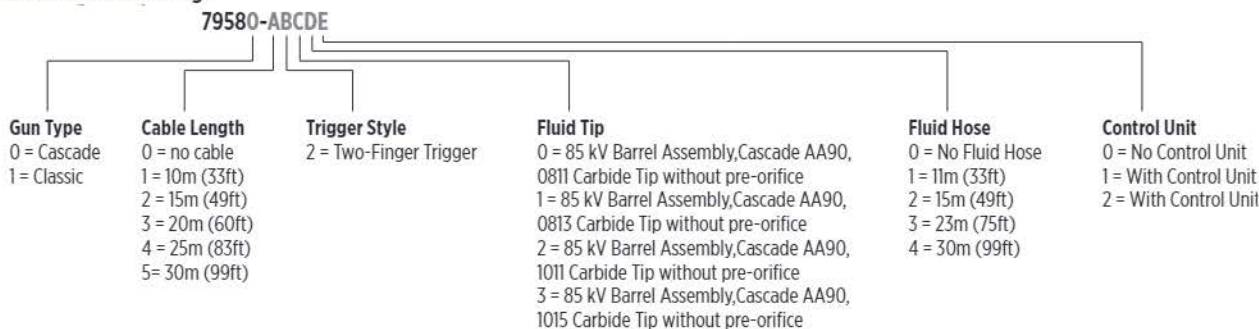 79580-ABCDE
Gun Type
0 = Cascade
1 = Classic
Cable Length
0 = no cable
1 = 10m (33ft)
2 = 15m (49ft)
3 = 20m (60ft)
4 = 25m (83ft)
5= 30m (99ft)
Trigger Style
2 = Two-Finger Trigger
Fluid Tip
0 = 85 kV Barrel Assembly,Cascade AA90,
0811 Carbide Tip without pre-orifice
1 = 85 kV Barrel Assembly,Cascade AA90,
0813 Carbide Tip without pre-orifice
2 = 85 kV Barrel Assembly,Cascade AA90,
1011 Carbide Tip without pre-orifice
3 = 85 kV Barrel Assembly,Cascade AA90,
1015 Carbide Tip without pre-orifice
Fluid Hose
0 = No Fluid Hose
1 = 11m (33ft)
2 = 15m (49ft)
3 = 23m (75ft)
4 = 30m (99ft)
Control Unit
0 = No Control Unit
1 = With Control Unit
2 = With Control Unit